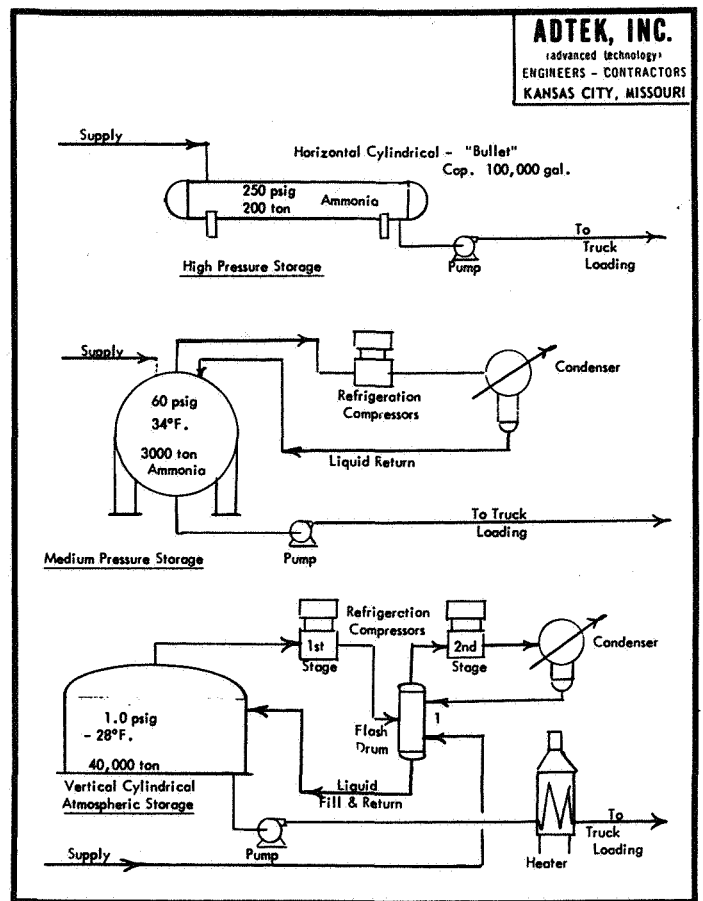 ADTEK, INC.
(advanced technology)
ENGINEERS - CONTRACTORS
KANSAS CITY, MISSOURI
Supply
Horizontal Cylindrical - "Bullet"
Cap. 100,000 gal.
250 psig
200 ton
Ammonia
To
Truck
Loading
Pump
High Pressure Storage
Supply
Condenser
Refrigeration
Compressors
60 psig
34°F.
3000 ton
Ammonia
Liquid Return
To Truck
Loading
Pump
Medium Pressure Storage
Refrigerction
Compressors
1st
Stage
2nd
Stage
Condenser
1.0 psig
- 28°F.
40,000 ton
Flash
Drum
1
Vertical Cylindrical
Atmospheric Storage
Liquid
Fill & Return
To
Truck
Loading
Pump
Supply
Heater